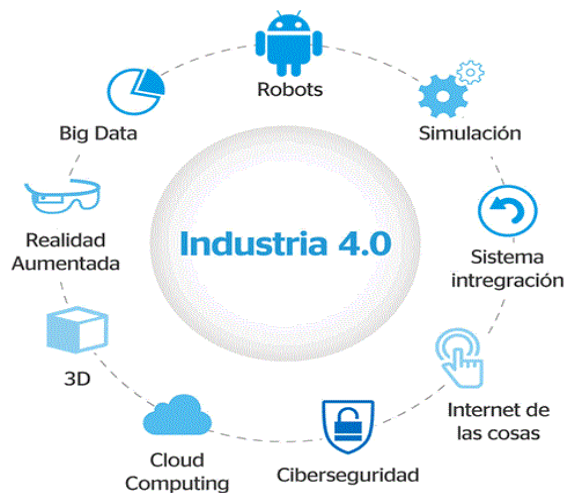 Robots
Simulación
Sistema
intregración
Internet de
las cosas
Ciberseguridad
Cloud
Computing
3D
Realidad
Aumentada
Big Data
Industria 4.0